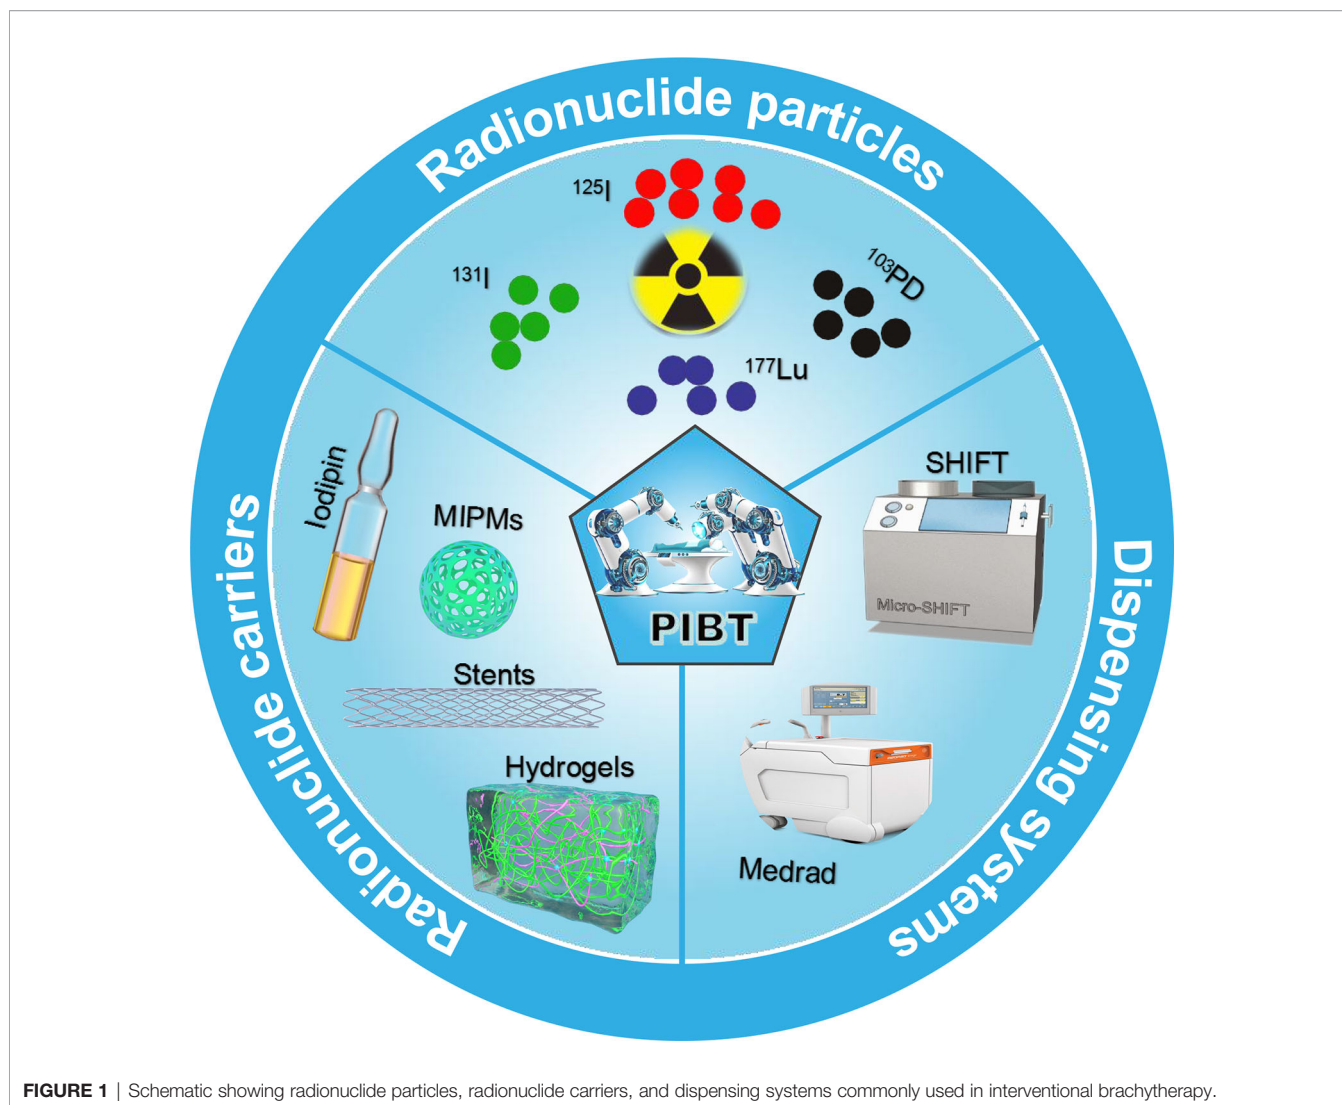 Radionuclide particles
¹²⁵I
¹³¹I
¹⁰³PD
¹⁷⁷Lu
Radionuclide carriers
Iodipin
MIPMs
Stents
Hydrogels
PIBT
Dispensing systems
SHIFT
Micro-SHIFT
Medrad
FIGURE 1 | Schematic showing radionuclide particles, radionuclide carriers, and dispensing systems commonly used in interventional brachytherapy.